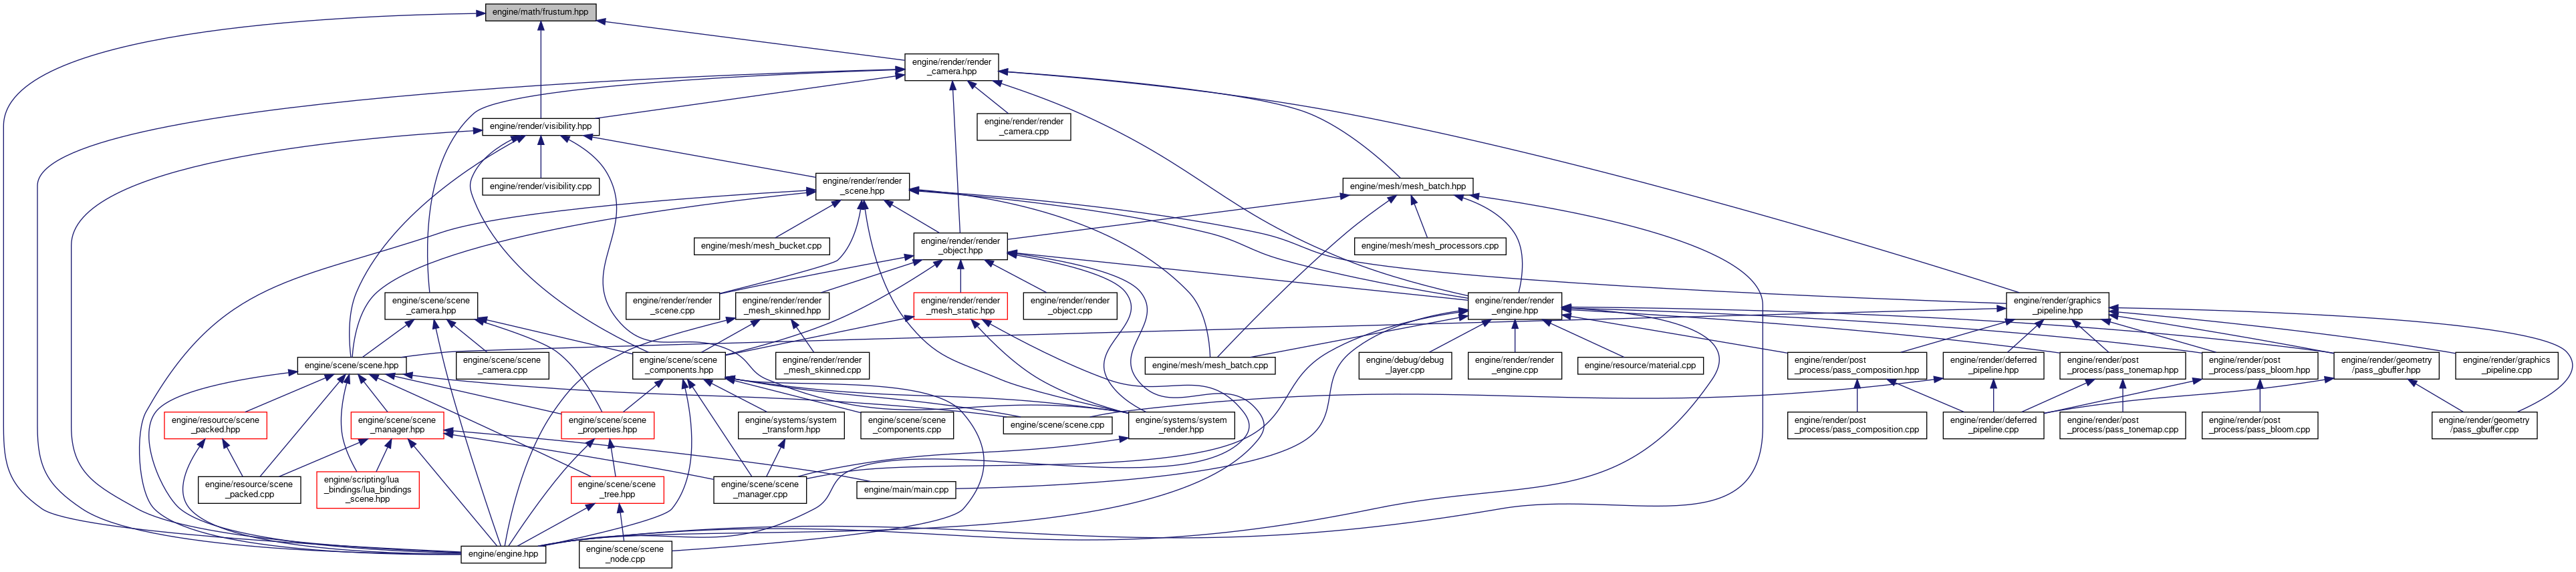 engine/math/frustum.hpp
engine/render/render
_camera.hpp
engine/render/visibility.hpp
engine/render/render
_camera.cpp
engine/render/visibility.cpp
engine/render/render
_scene.hpp
engine/mesh/mesh_batch.hpp
engine/mesh/mesh_bucket.cpp
engine/render/render
_object.hpp
engine/mesh/mesh_processors.cpp
engine/scene/scene
_camera.hpp
engine/render/render
_scene.cpp
engine/render/render
_mesh_skinned.hpp
engine/render/render
_mesh_static.hpp
engine/render/render
_object.cpp
engine/render/render
_engine.hpp
engine/render/graphics
_pipeline.hpp
engine/scene/scene.hpp
engine/scene/scene
_camera.cpp
engine/scene/scene
_components.hpp
engine/render/render
_mesh_skinned.cpp
engine/mesh/mesh_batch.cpp
engine/debug/debug
_layer.cpp
engine/render/render
_engine.cpp
engine/resource/material.cpp
engine/render/post
_process/pass_composition.hpp
engine/render/deferred
_pipeline.hpp
engine/render/post
_process/pass_tonemap.hpp
engine/render/post
_process/pass_bloom.hpp
engine/render/geometry
/pass_gbuffer.hpp
engine/render/graphics
_pipeline.cpp
engine/resource/scene
_packed.hpp
engine/scene/scene
_manager.hpp
engine/scene/scene
_properties.hpp
engine/systems/system
_transform.hpp
engine/scene/scene
_components.cpp
engine/scene/scene.cpp
engine/systems/system
_render.hpp
engine/render/post
_process/pass_composition.cpp
engine/render/deferred
_pipeline.cpp
engine/render/post
_process/pass_tonemap.cpp
engine/render/post
_process/pass_bloom.cpp
engine/render/geometry
/pass_gbuffer.cpp
engine/resource/scene
_packed.cpp
engine/scripting/lua
_bindings/lua_bindings
_scene.hpp
engine/scene/scene
_tree.hpp
engine/scene/scene
_manager.cpp
engine/main/main.cpp
engine/engine.hpp
engine/scene/scene
_node.cpp